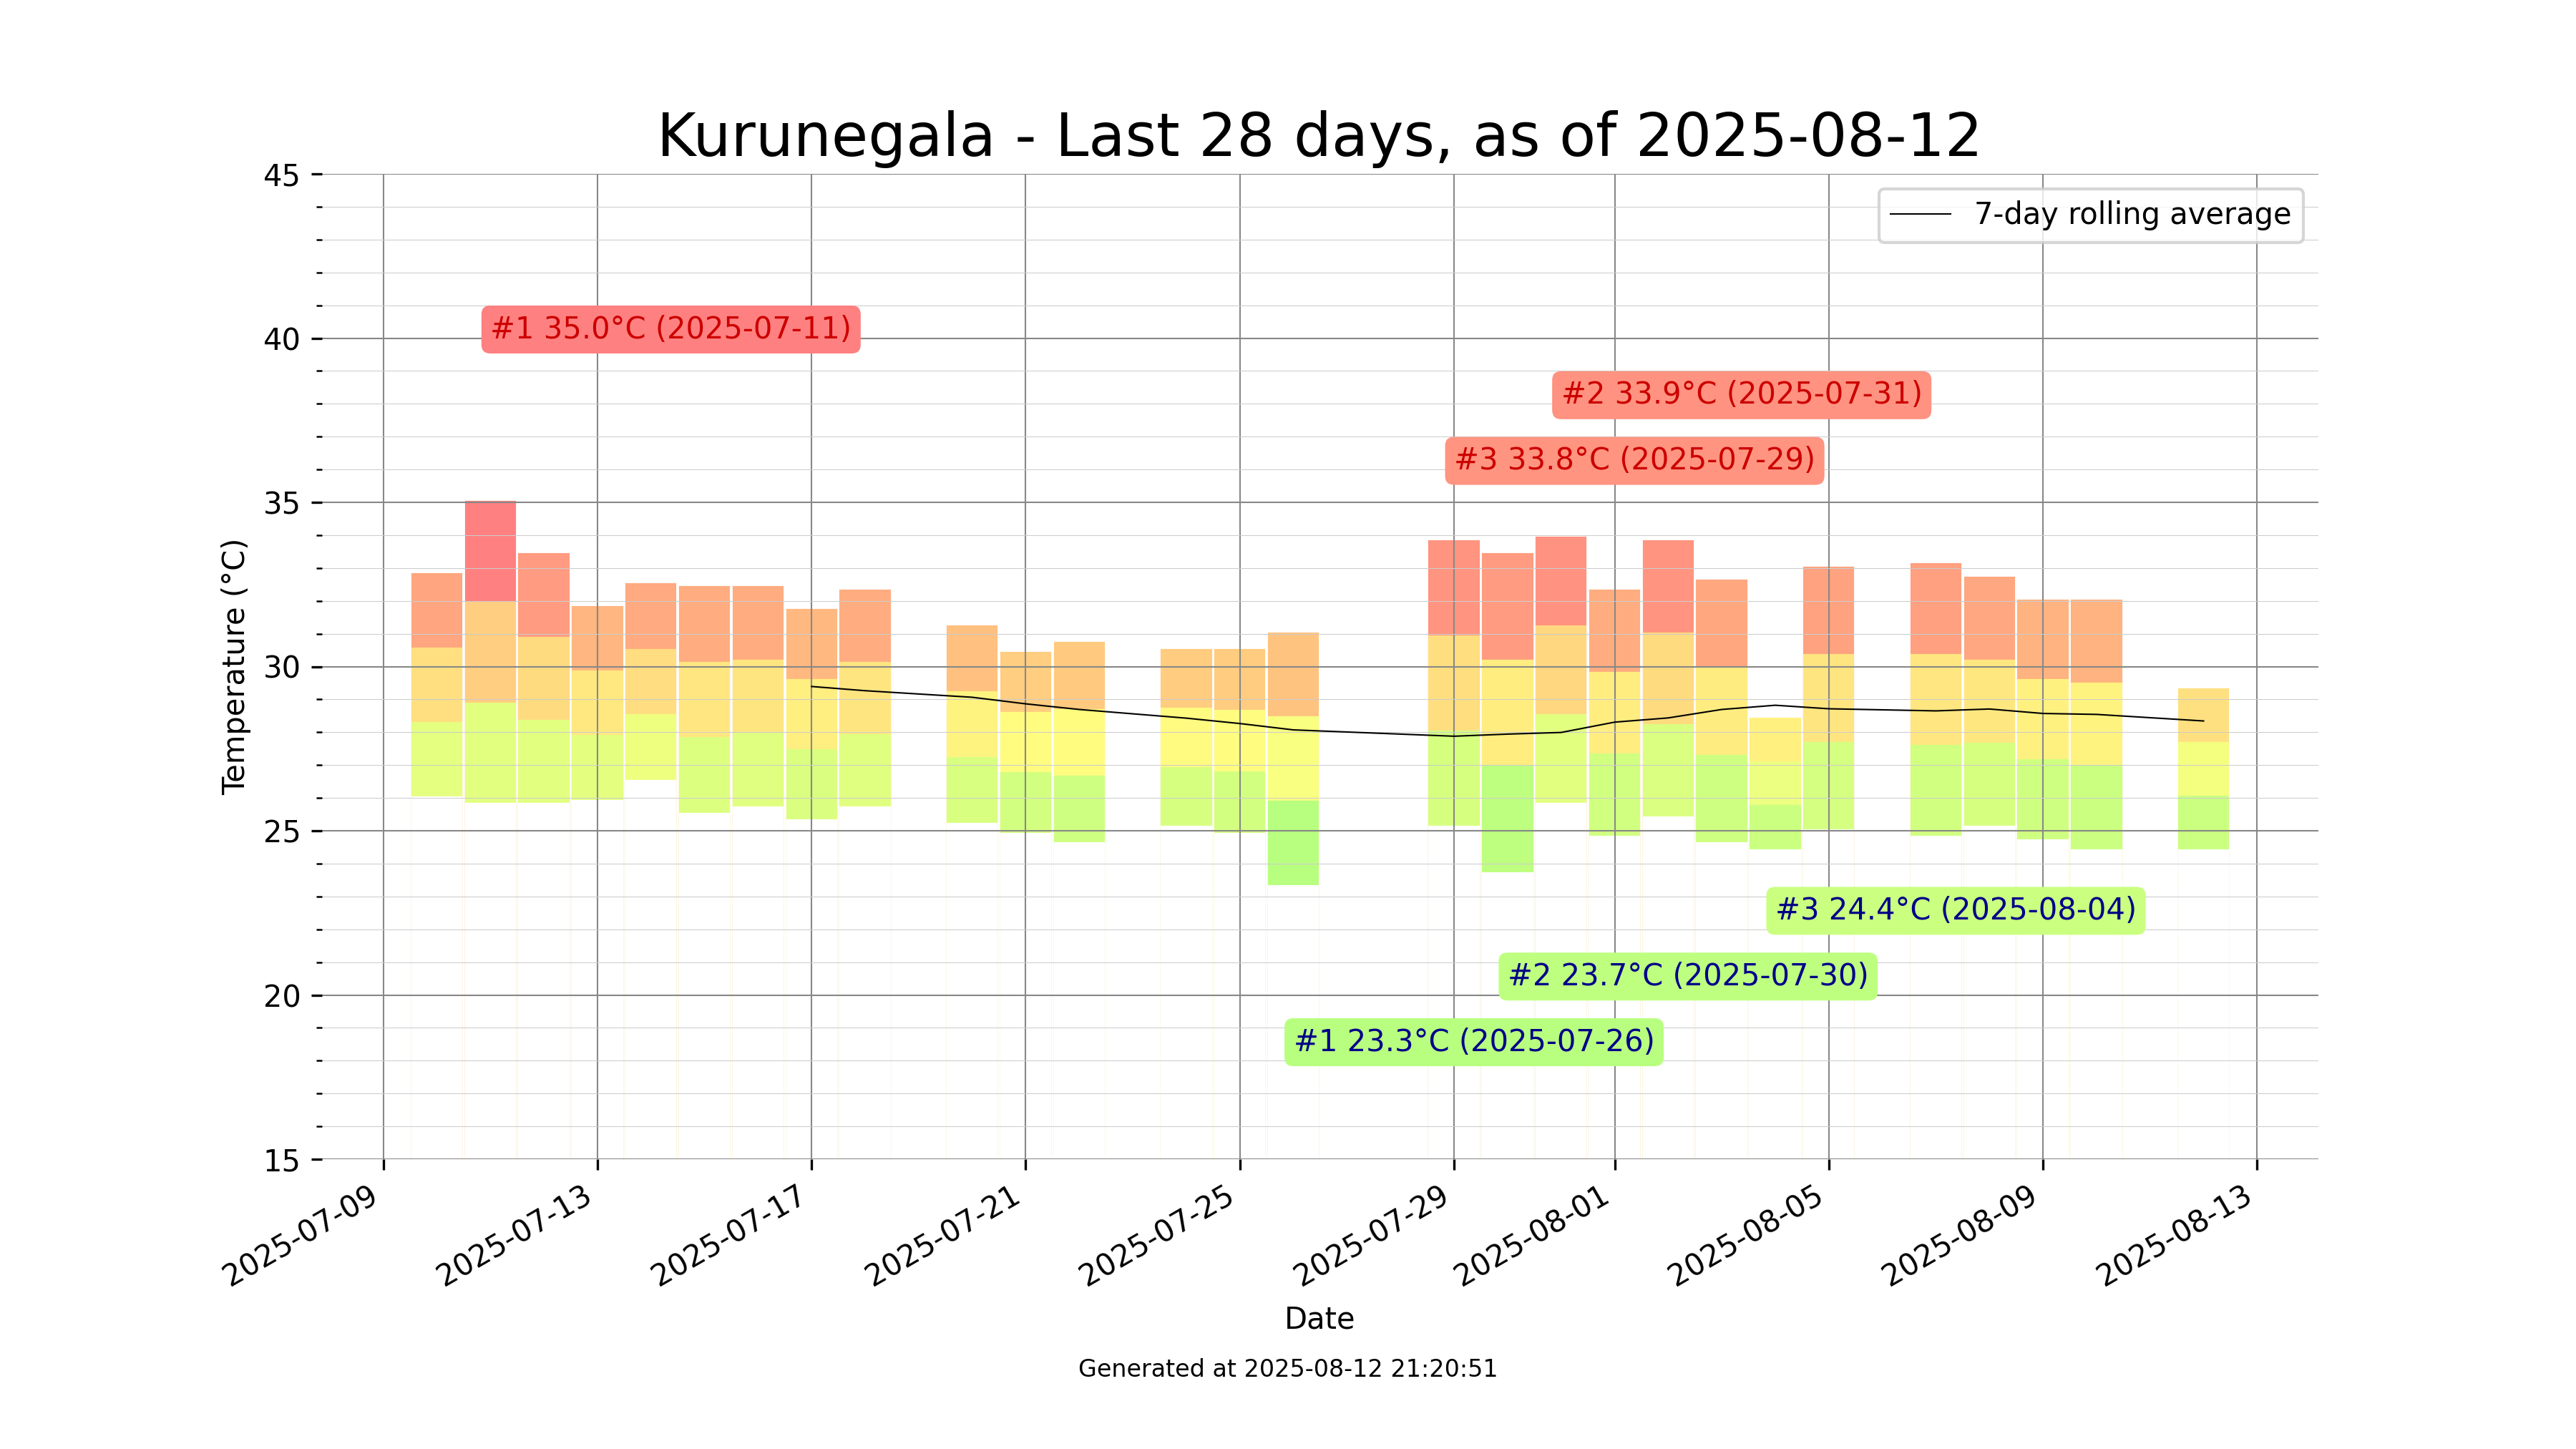 Kurunegala - Last 28 days, as of 2025-08-12
7-day rolling average
45
40
35
30
25
20
15
Temperature (°C)
#1 35.0°C (2025-07-11)
#2 33.9°C (2025-07-31)
#3 33.8°C (2025-07-29)
#3 24.4°C (2025-08-04)
#2 23.7°C (2025-07-30)
#1 23.3°C (2025-07-26)
2025-07-09
2025-07-13
2025-07-17
2025-07-21
2025-07-25
2025-07-29
2025-08-01
2025-08-05
2025-08-09
2025-08-13
Date
Generated at 2025-08-12 21:20:51